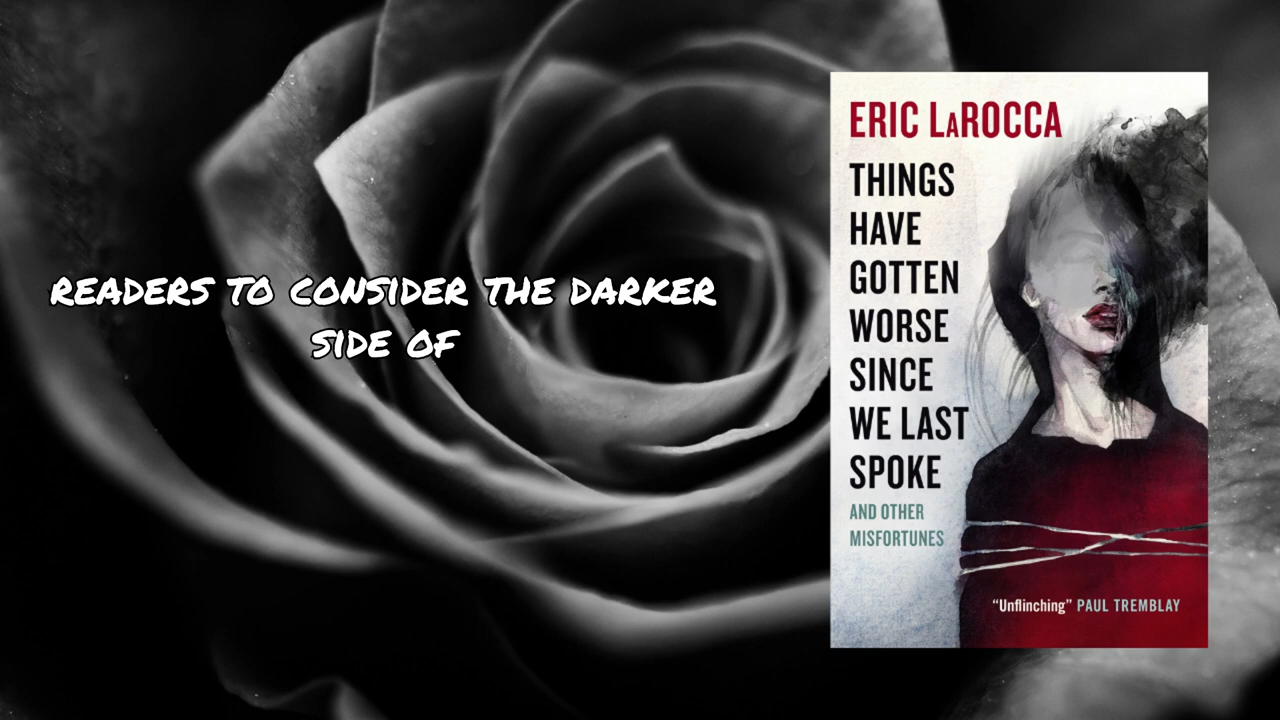 READERS TO CONSIDER THE DARKER
SIDE OF
ERIC LAROCCA
THINGS
HAVE
GOTTEN
WORSE
SINCE
WE LAST
SPOKE
AND OTHER
MISFORTUNES
“Unflinching” PAUL TREMBLAY